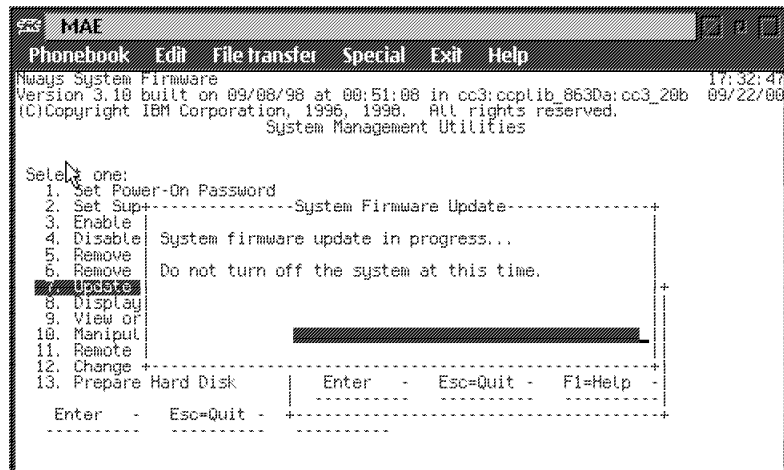 MAE
Phonebook Edit File transfer Special Exit Help
Nways System Firmware 17:32:47
Version 3.10 built on 09/08/98 at 00:51:08 in cc3:ccplib_863Da:cc3_20b 09/22/00
(C)Copyright IBM Corporation, 1996, 1998. All rights reserved.
System Management Utilities
Select one:
1. Set Power-On Password
2. Set Sup
System Firmware Update
3. Enable
4. Disable
System firmware update in progress...
5. Remove
6. Remove
Do not turn off the system at this time.
7. Update
8. Display
9. View or
10. Manipul
11. Remote
12. Change
13. Prepare Hard Disk
Enter - Esc=Quit - F1=Help -
Enter - Esc=Quit -